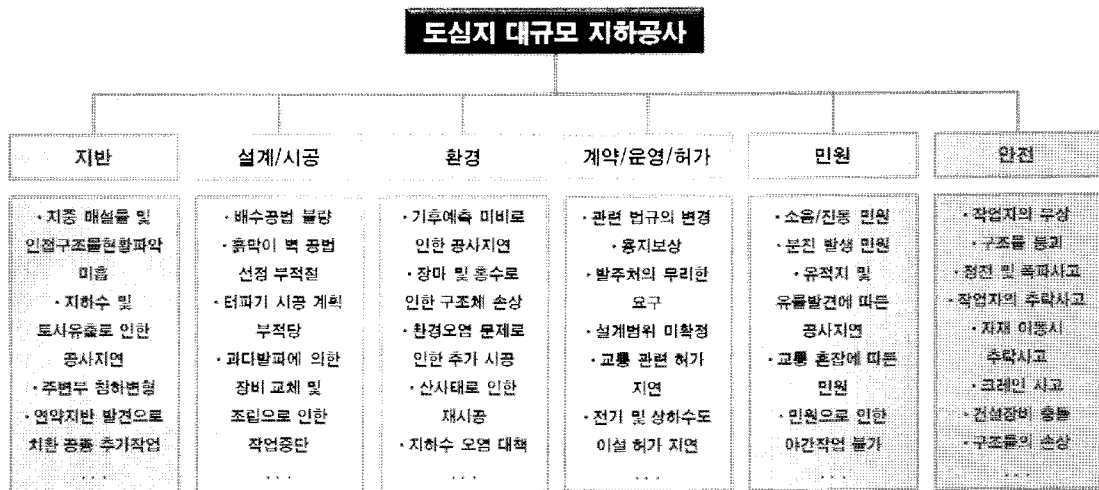 도심지 대규모 지하공사
지반
· 지중 매설물 및
인접구조물현황파악
미흡
· 지하수 및
토사유출로 인한
공사지연
· 주변부 침하변형
· 연약지반 발견으로
치환 공종 추가작업
. . .
설계/시공
· 배수공법 불량
· 흙막이 벽 공법
선정 부적절
· 터파기 시공 계획
부적당
· 과다발파에 의한
장비 교체 및
조립으로 인한
작업중단
. . .
환경
· 기후예측 미비로
인한 공사지연
· 장마 및 홍수로
인한 구조체 손상
· 환경오염 문제로
인한 추가 시공
· 산사태로 인한
재시공
· 지하수 오염 대책
. . .
계약/운영/허가
· 관련 법규의 변경
· 용지보상
· 발주처의 무리한
요구
· 설계범위 미확정
· 교통 관련 허가
지연
· 전기 및 상하수도
이설 허가 지연
. . .
민원
· 소음/진동 민원
· 분진 발생 민원
· 유적지 및
유물발견에 따른
공사지연
· 교통 혼잡에 따른
민원
· 민원으로 인한
야간작업 불가
. . .
안전
· 작업자의 부상
· 구조물 붕괴
· 정전 및 폭파사고
· 작업자의 추락사고
· 자재 이동시
추락사고
· 크레인 사고
· 건설장비 충돌
· 구조물의 손상
. . .